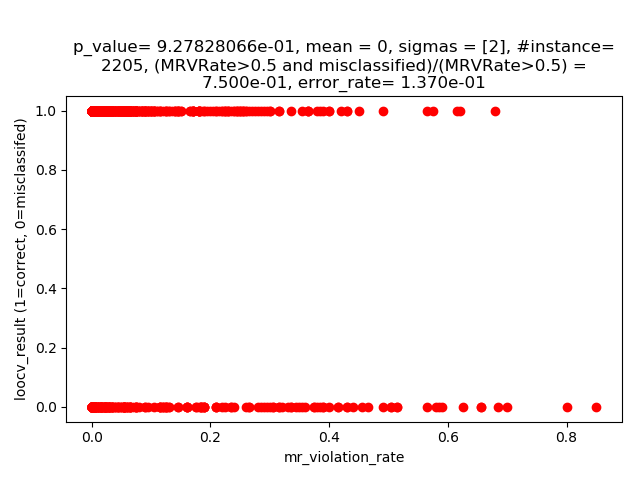 p_value= 9.27828066e-01, mean = 0, sigmas = [2], #instance=
2205, (MRVRate>0.5 and misclassified)/(MRVRate>0.5) =
7.500e-01, error_rate= 1.370e-01
loocv_result (1=correct, 0=misclassifed)
1.0
0.8
0.6
0.4
0.2
0.0
0.0 0.2 0.4 0.6 0.8
mr_violation_rate